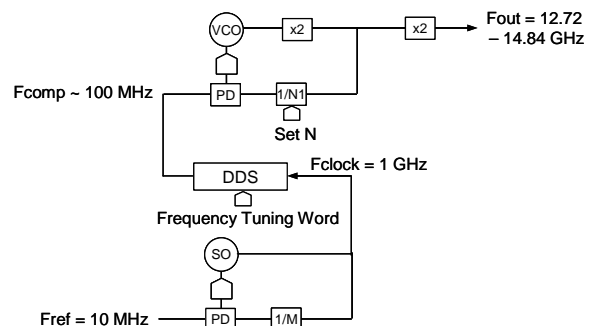 Fout = 12.72
– 14.84 GHz
VCO
x2
x2
Fcomp ~ 100 MHz
PD
1/N1
Set N
Fclock = 1 GHz
DDS
Frequency Tuning Word
SO
Fref = 10 MHz
PD
1/M